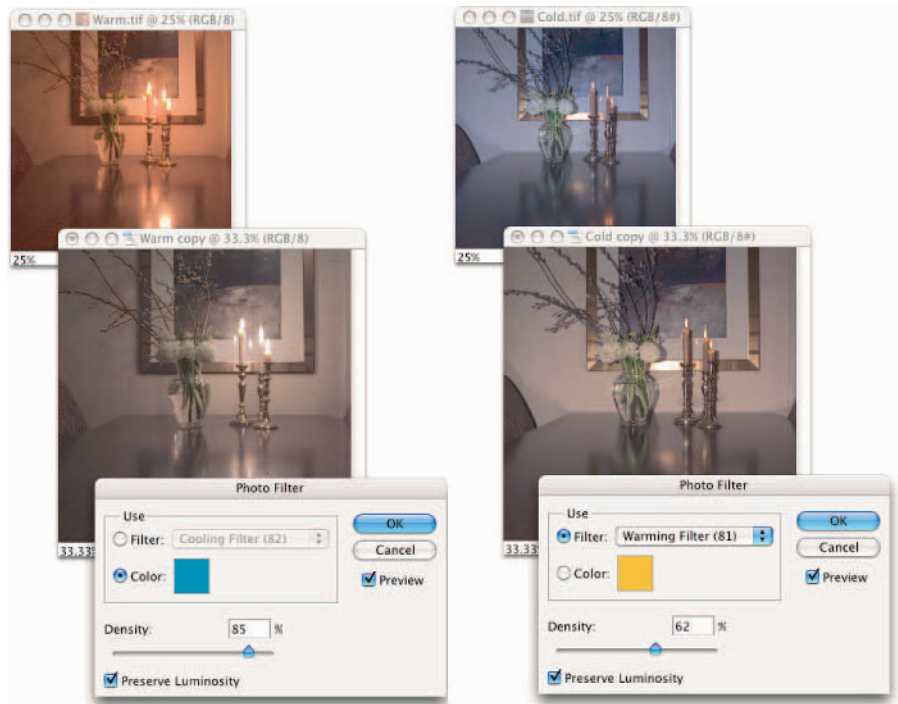 Warm.tif @ 25% (RGB/8)
25%
Warm copy @ 33.3% (RGB/8)
33.33
Photo Filter
Use
Filter: Cooling Filter (82)
Color:
OK
Cancel
Preview
Density: 85 %
Preserve Luminosity
Cold.tif @ 25% (RGB/8#)
25%
Cold copy @ 33.3% (RGB/8#)
33.33
Photo Filter
Use
Filter: Warming Filter (81)
Color:
OK
Cancel
Preview
Density: 62 %
Preserve Luminosity